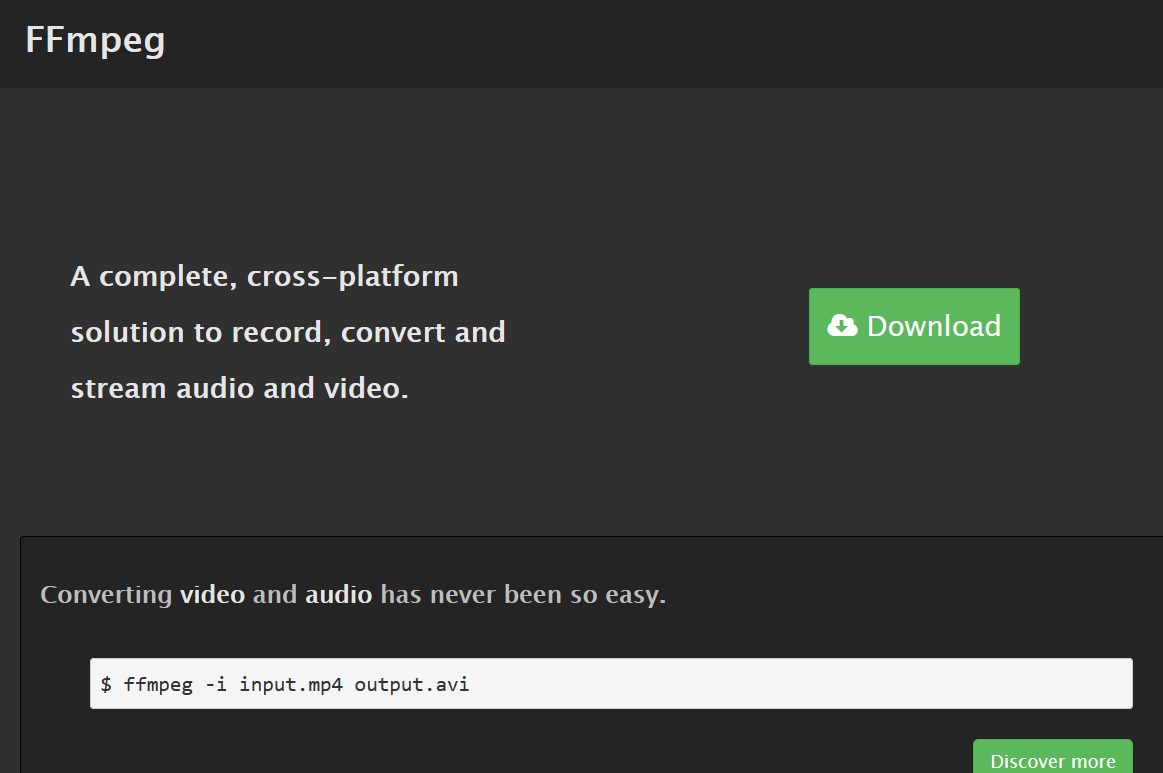 FFmpeg
A complete, cross-platform
solution to record, convert and
stream audio and video.
Download
Converting video and audio has never been so easy.
$ ffmpeg -i input.mp4 output.avi
Discover more